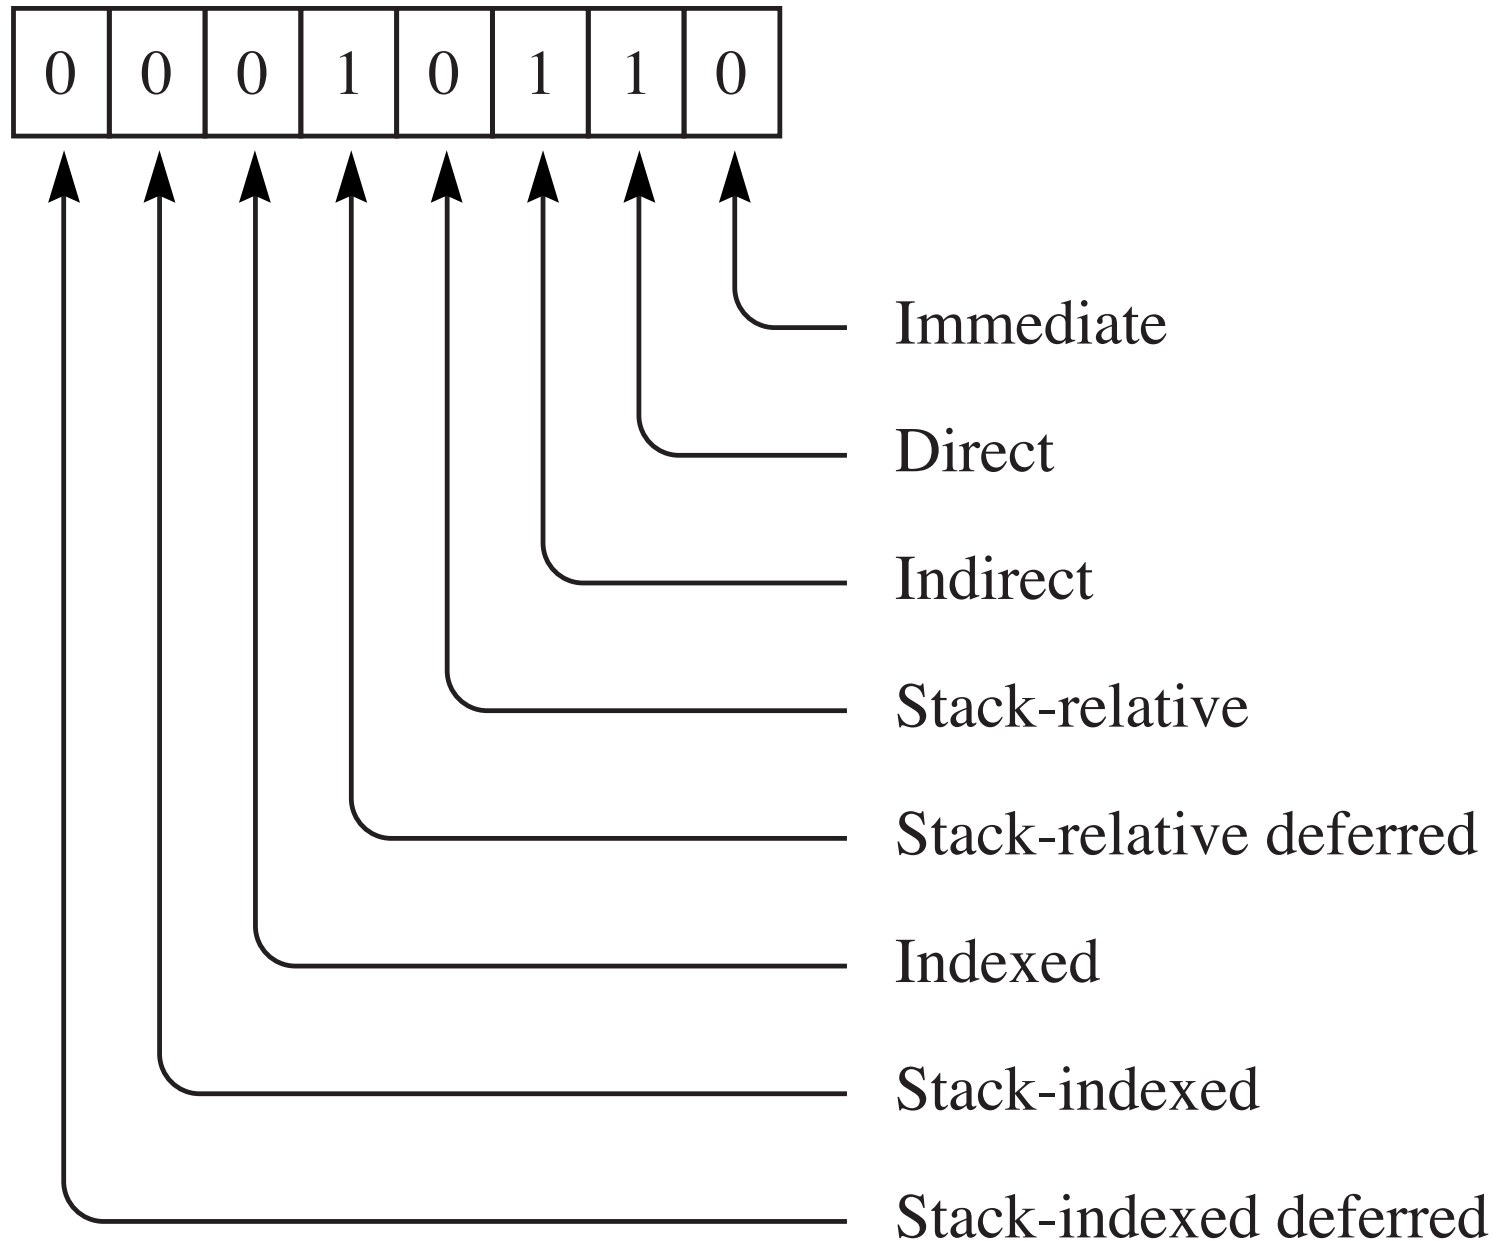 0 0 0 1 0 1 1 0
Immediate
Direct
Indirect
Stack-relative
Stack-relative deferred
Indexed
Stack-indexed
Stack-indexed deferred